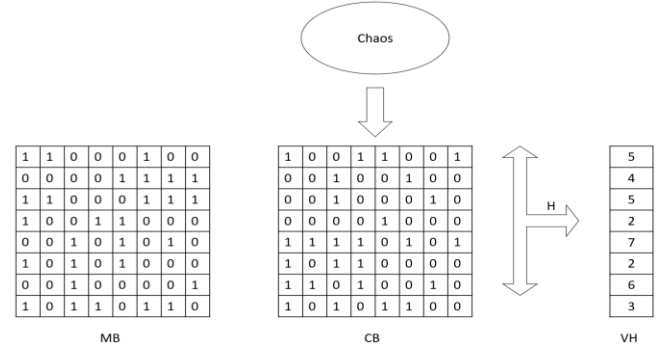 Chaos
1 1 0 0 0 1 0 0
0 0 0 0 1 1 1 1
1 1 0 0 0 1 1 1
1 0 0 1 1 0 0 0
0 0 1 0 1 0 1 0
1 0 1 0 1 0 0 0
0 0 1 0 0 0 0 1
1 0 1 1 0 1 1 0
MB
1 0 0 1 1 0 0 1
0 0 1 0 0 1 0 0
0 0 1 0 0 0 1 0
0 0 0 0 1 0 0 0
1 1 1 1 0 1 0 1
1 0 1 1 0 0 0 0
1 1 0 1 0 0 1 0
1 0 1 0 1 1 0 0
CB
H
5
4
5
2
7
2
6
3
VH